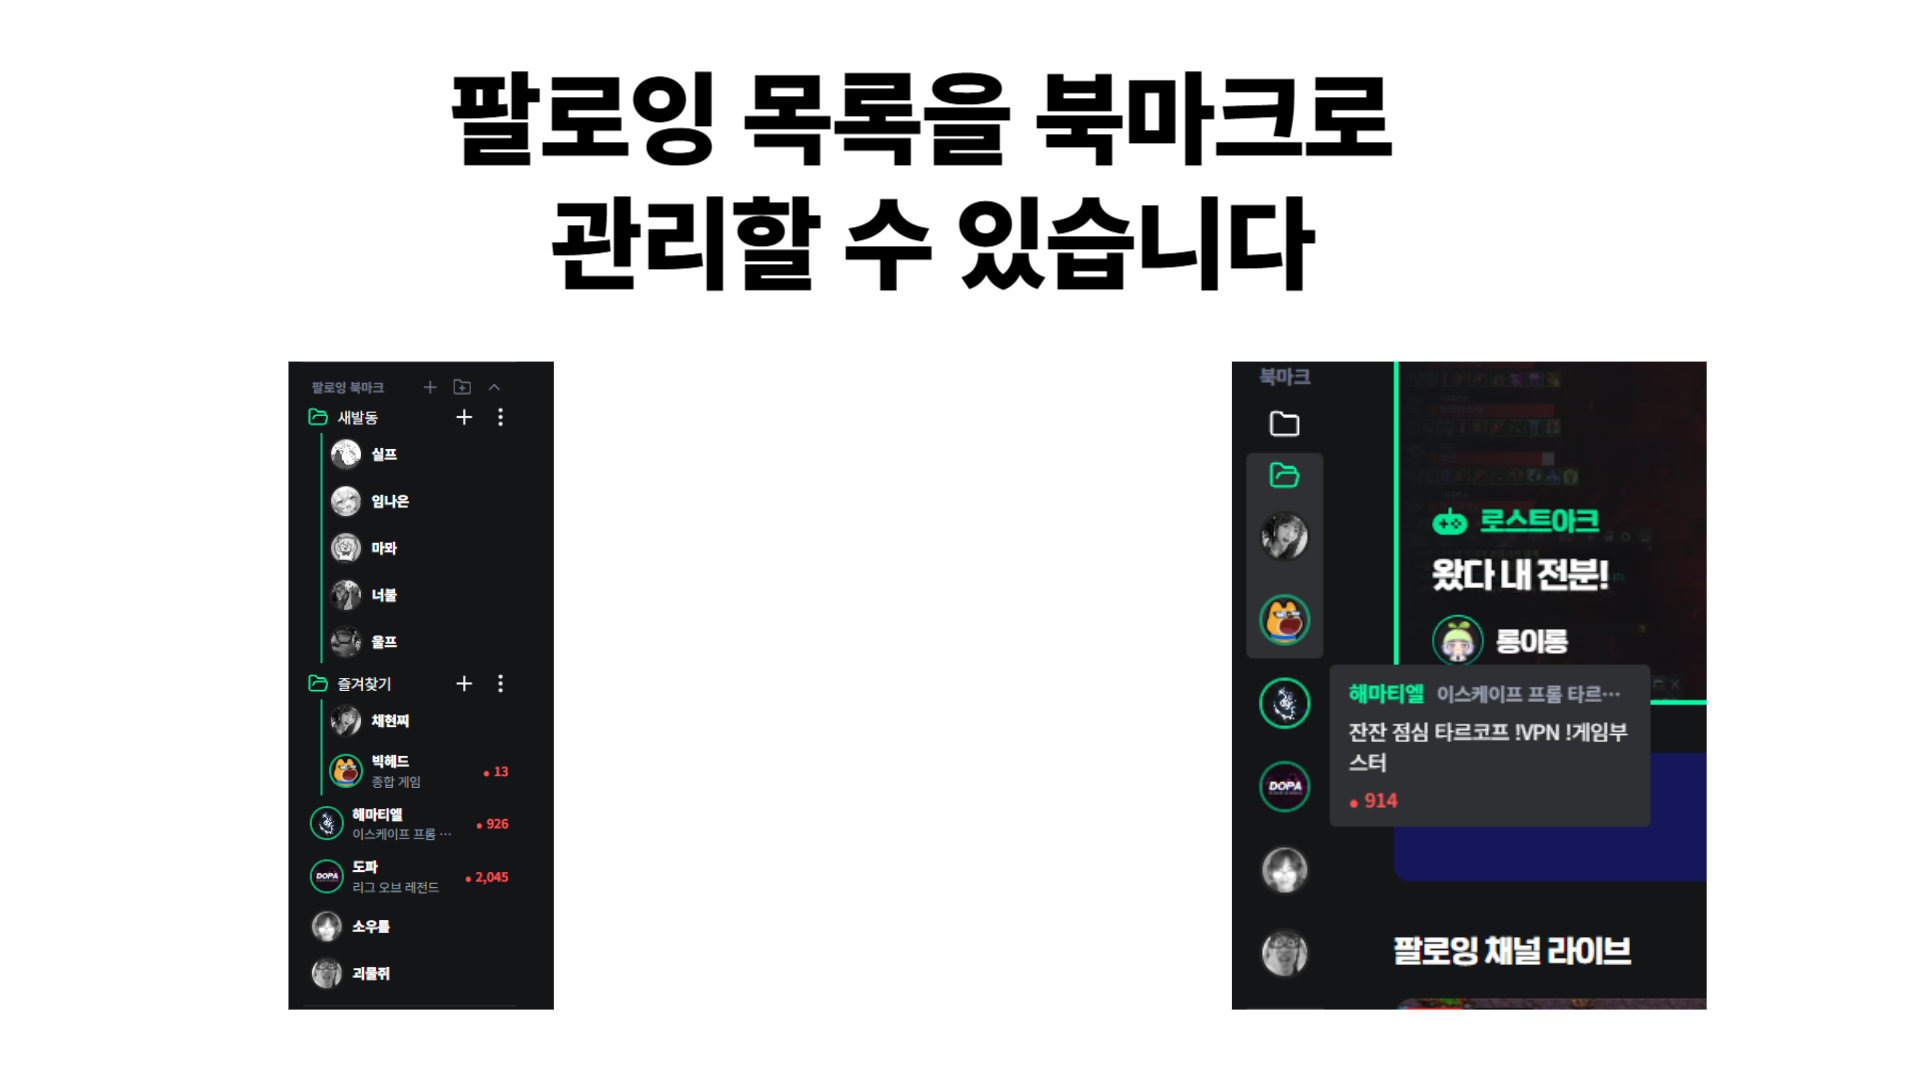 팔로잉 목록을 북마크로
관리할 수 있습니다
팔로잉 북마크
새발동
실프
임나은
마뫄
너불
울프
즐겨찾기
채현찌
빅헤드
종합 게임
13
해마티엘
이스케이프 프롬 ···
926
도파
리그 오브 레전드
2,045
DOPA
소우릎
괴물쥐
북마크
로스트아크
왔다 내 전분!
롱이롱
해마티엘 이스케이프 프롬 타르···
잔잔 점심 타르코프 !VPN !게임부
스터
914
DOPA
팔로잉 채널 라이브